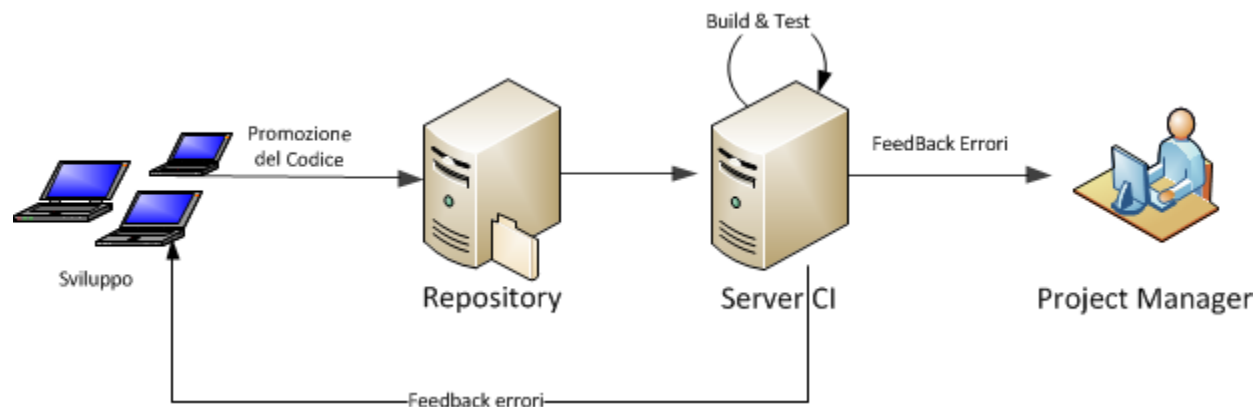 Build & Test
Promozione
del Codice
FeedBack Errori
Sviluppo
Repository
Server CI
Project Manager
Feedback errori